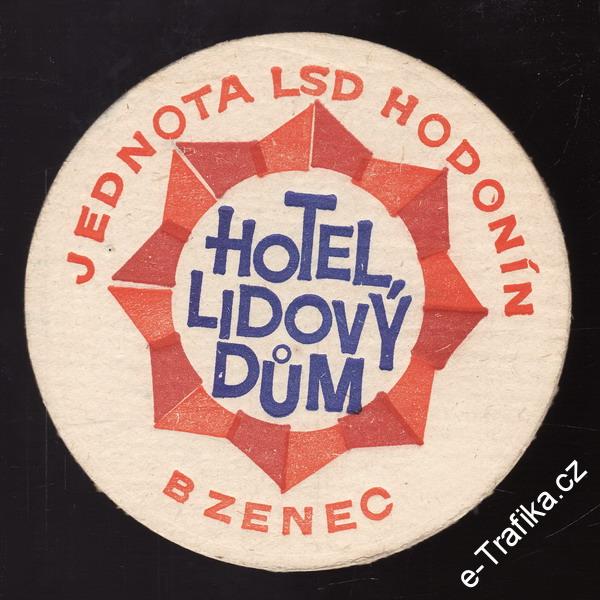 JEDNOTA LSD HODONÍN
HOTEL
LIDOVÝ
DŮM
BZENEC
e-Trafika.cz